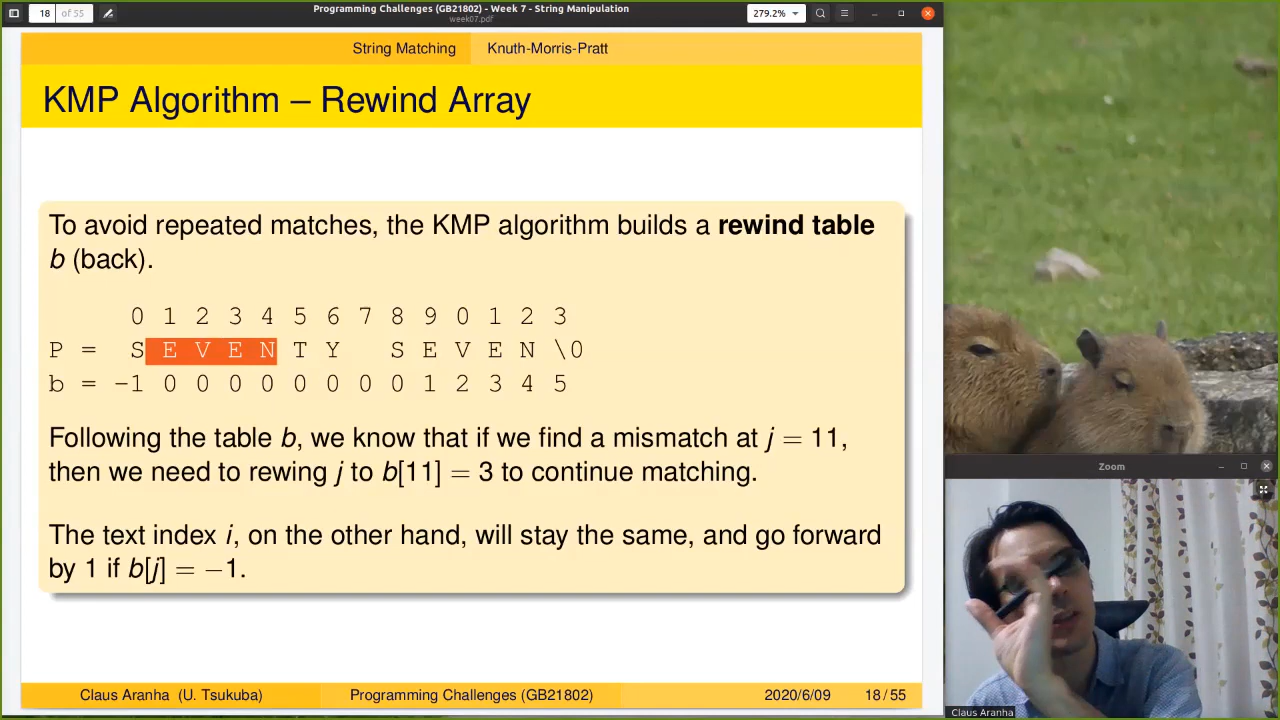 18 of 55
Programming Challenges (GB21802) - Week 7 - String Manipulation
week07.pdf
279.2%
String Matching Knuth-Morris-Pratt
KMP Algorithm – Rewind Array
To avoid repeated matches, the KMP algorithm builds a rewind table
b (back).
0 1 2 3 4 5 6 7 8 9 0 1 2 3
P = S E V E N T Y S E V E N \0
b = −1 0 0 0 0 0 0 0 0 1 2 3 4 5
Following the table b, we know that if we find a mismatch at j = 11,
then we need to rewing j to b[11] = 3 to continue matching.
The text index i, on the other hand, will stay the same, and go forward
by 1 if b[j] = −1.
Claus Aranha (U. Tsukuba) Programming Challenges (GB21802) 2020/6/09 18 / 55
Zoom
Claus Aranha